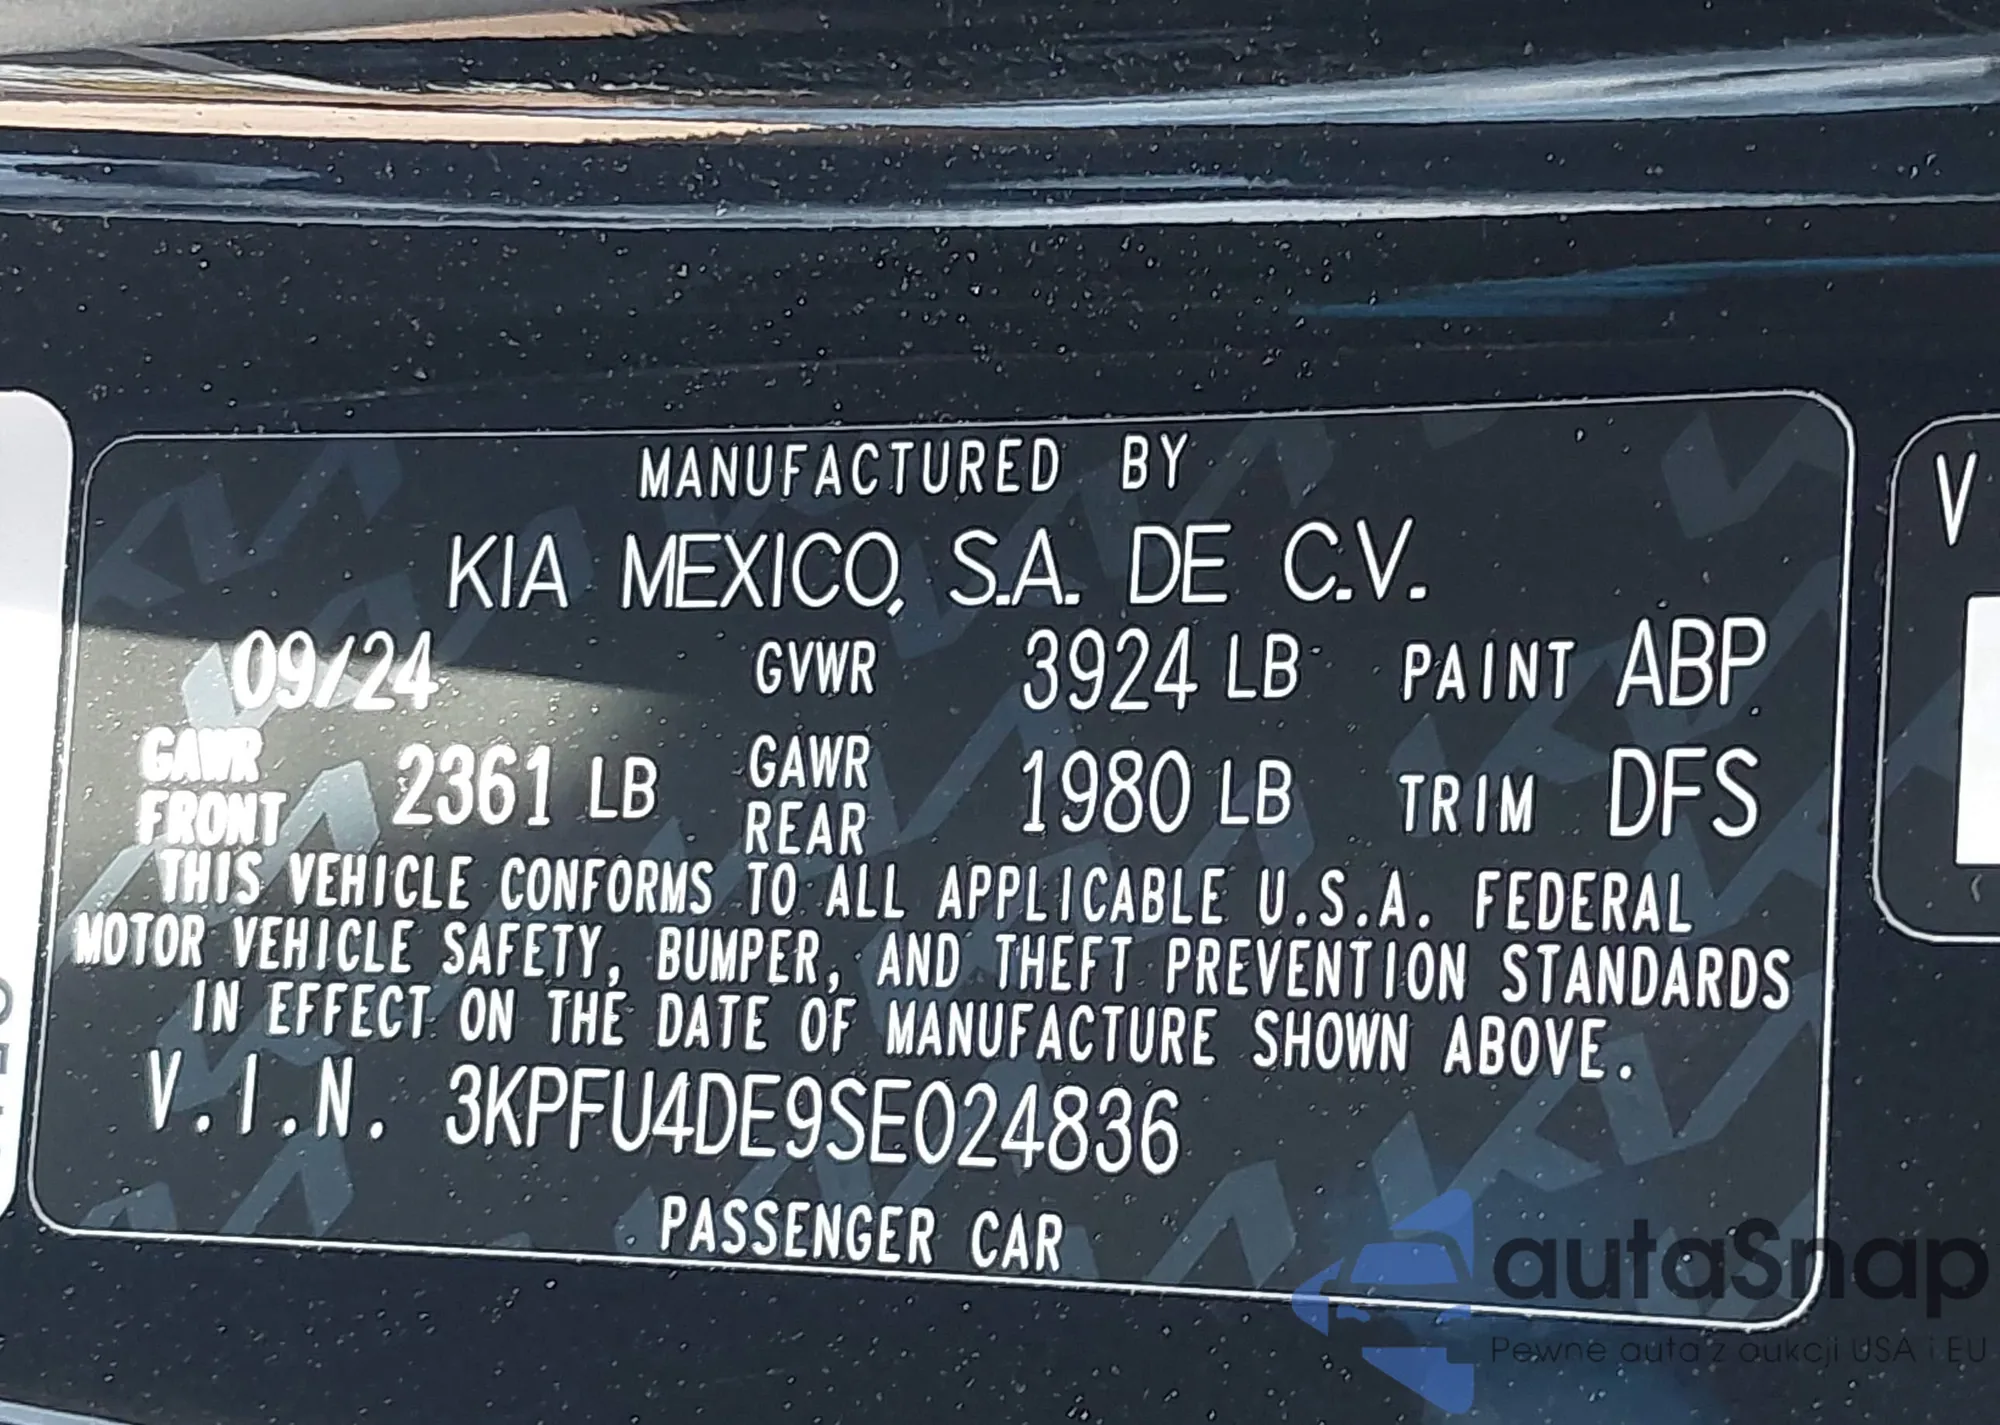 MANUFACTURED BY
KIA MEXICO, S.A. DE C.V.
09/24 GVWR 3924 LB PAINT ABP
GAWR FRONT 2361 LB GAWR REAR 1980 LB TRIM DFS
THIS VEHICLE CONFORMS TO ALL APPLICABLE U.S.A. FEDERAL
MOTOR VEHICLE SAFETY, BUMPER, AND THEFT PREVENTION STANDARDS
IN EFFECT ON THE DATE OF MANUFACTURE SHOWN ABOVE.
V.I.N. 3KPFU4DE9SE024836
PASSENGER CAR
V
autaSnap
Pewne auta z aukcji USA i EU